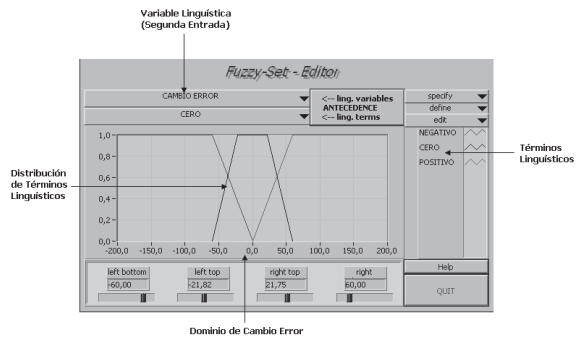 Variable Linguística
(Segunda Entrada)
Fuzzy-Set - Editor
CAMBIO ERROR
CERO
<-- ling. variables
ANTECEDENCE
<-- ling. terms
specify
define
edit
NEGATIVO
CERO
POSITIVO
Términos
Linguísticos
Distribución
de Términos
Linguísticos
1,0
0,8
0,6
0,4
0,2
0,0
-200,0 -150,0 -100,0 -50,0 0,0 50,0 100,0 150,0 200,0
left bottom left top right top right
-60,00 -21,82 21,75 60,00
Help
QUIT
Dominio de Cambio Error